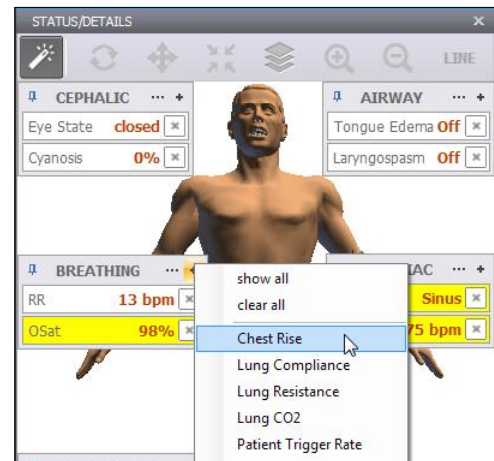 STATUS/DETAILS
LINE
CEPHALIC
Eye State closed
Cyanosis 0%
AIRWAY
Tongue Edema Off
Laryngospasm Off
BREATHING
RR 13 bpm
OSat 98%
IAC
Sinus
75 bpm
show all
clear all
Chest Rise
Lung Compliance
Lung Resistance
Lung CO2
Patient Trigger Rate